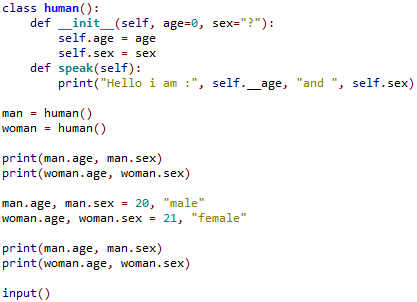 class human():
    def __init__(self, age=0, sex="?"):
        self.age = age
        self.sex = sex
    def speak(self):
        print("Hello i am :", self.__age, "and ", self.sex)

man = human()
woman = human()

print(man.age, man.sex)
print(woman.age, woman.sex)

man.age, man.sex = 20, "male"
woman.age, woman.sex = 21, "female"

print(man.age, man.sex)
print(woman.age, woman.sex)

input()